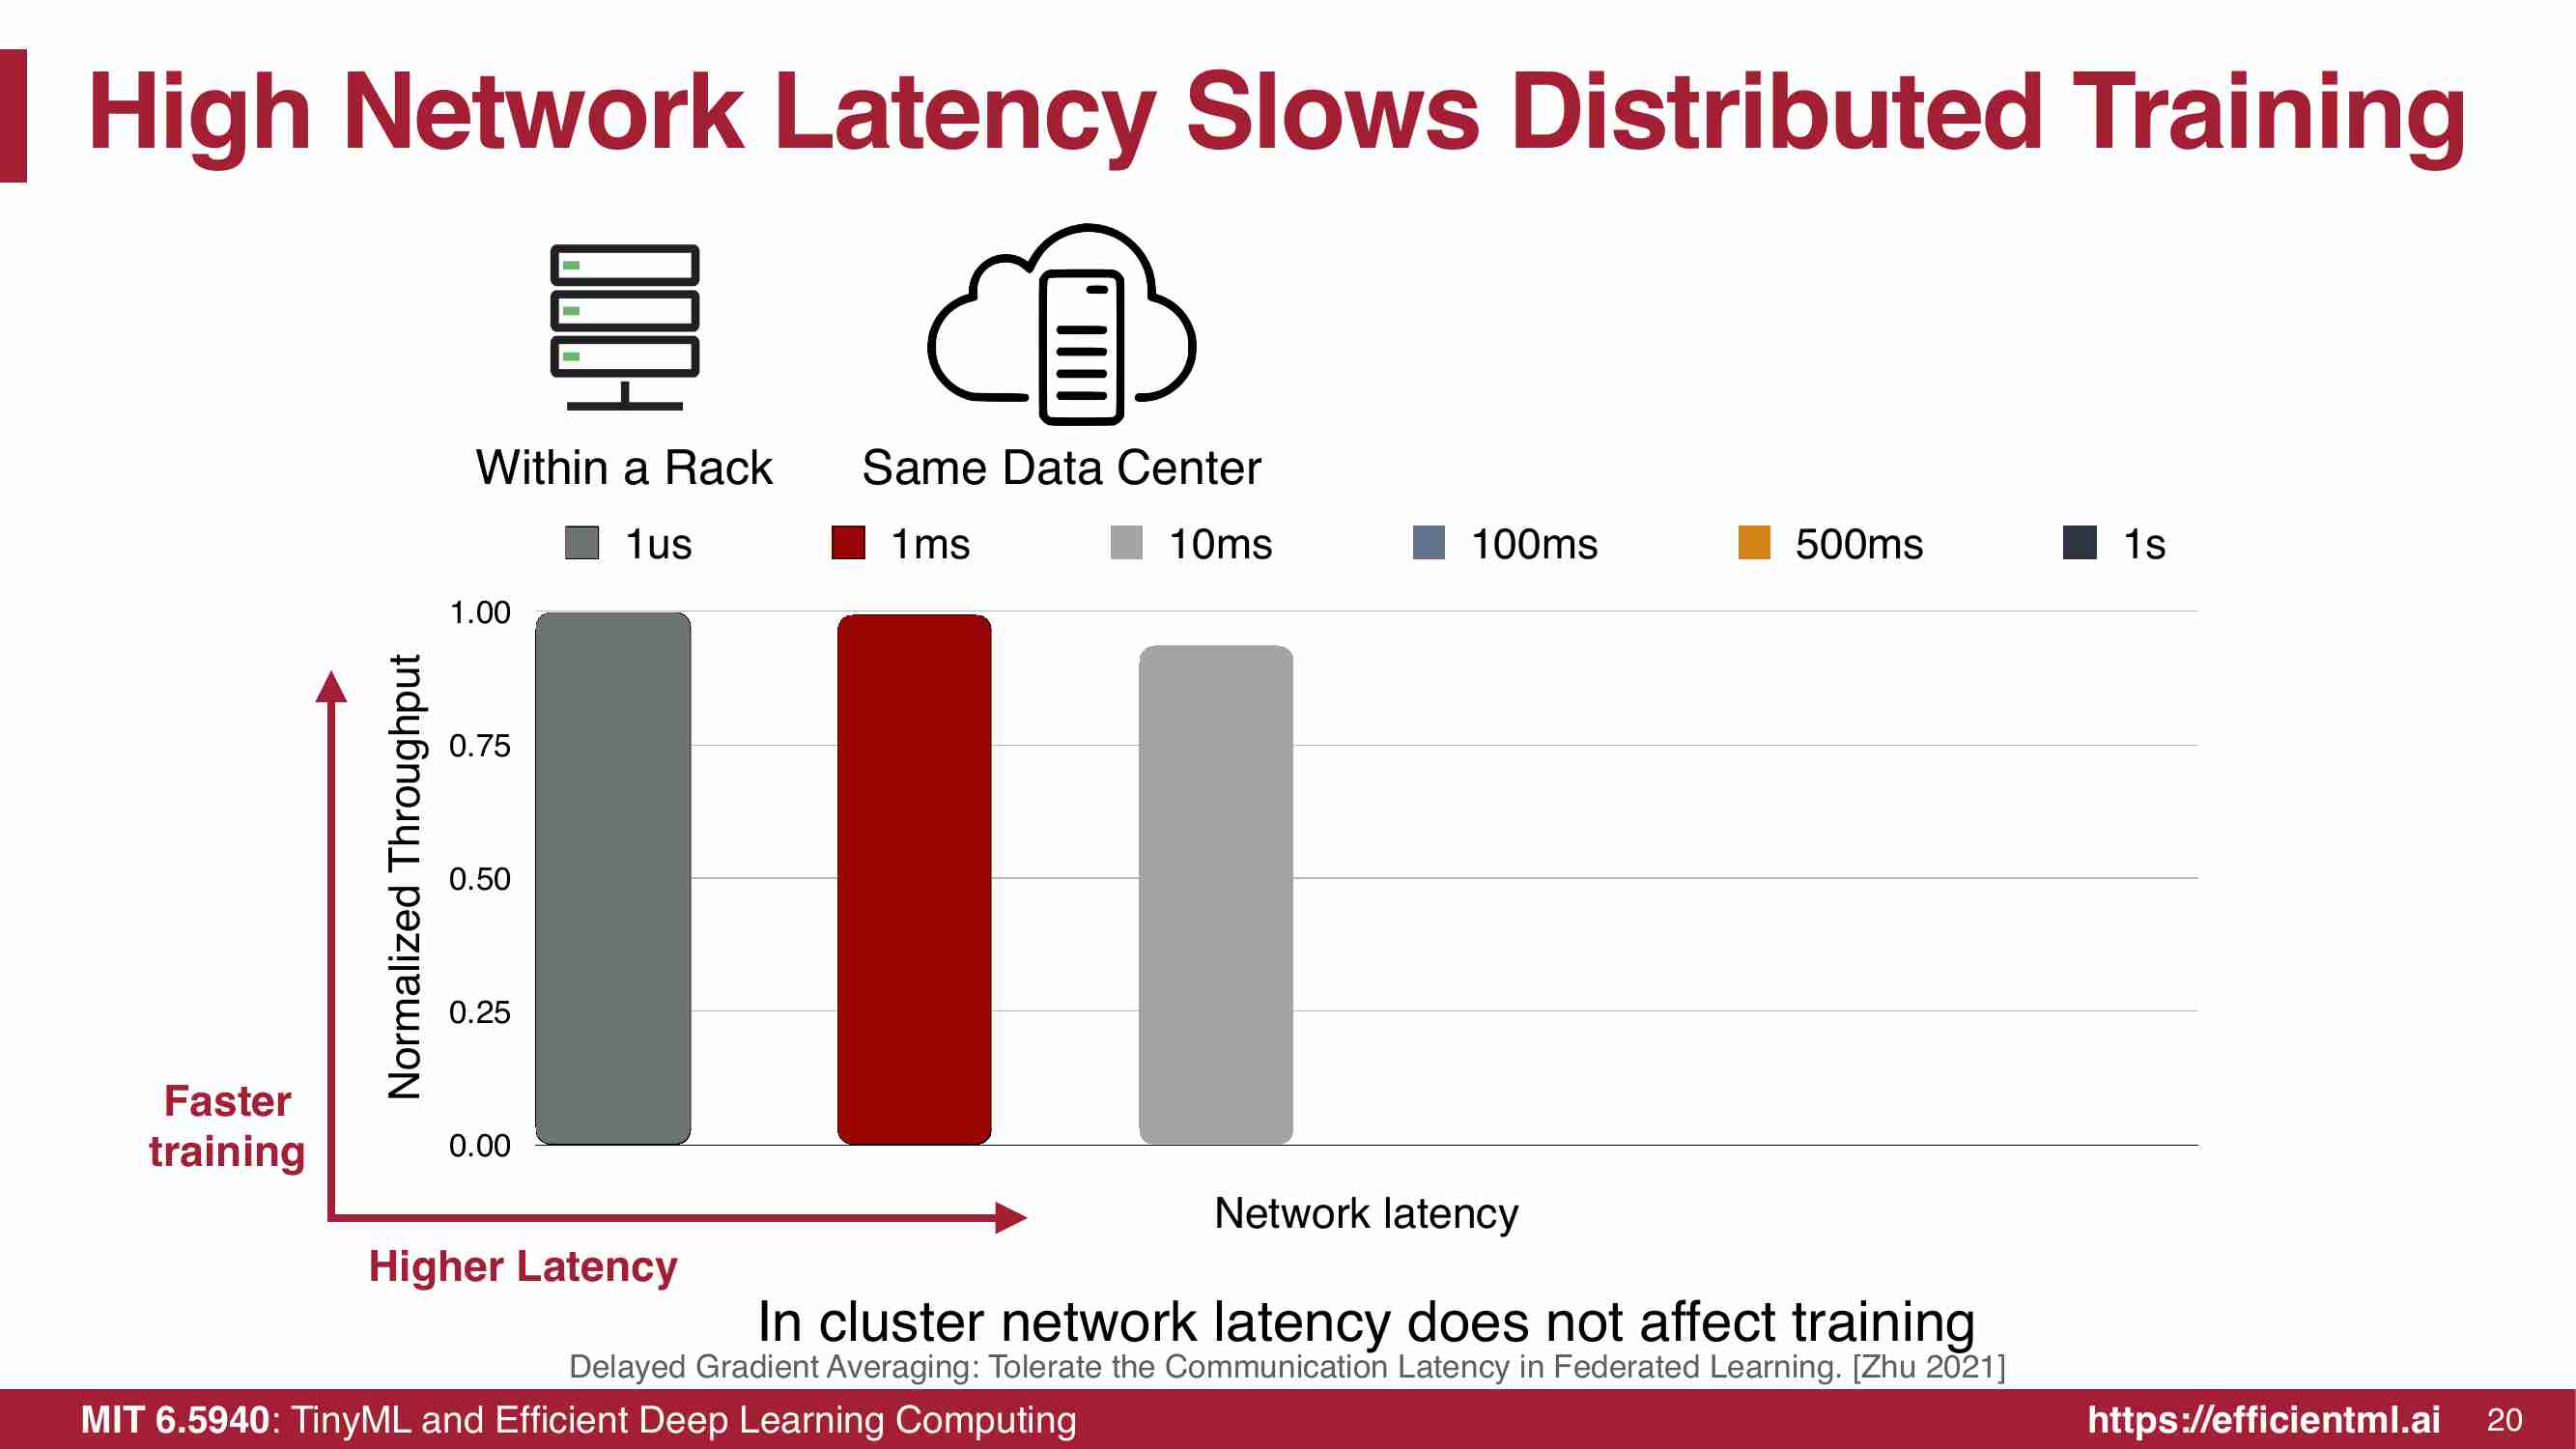 High Network Latency Slows Distributed Training
Within a Rack
Same Data Center
1us
1ms
10ms
100ms
500ms
1s
1.00
0.75
0.50
0.25
0.00
Normalized Throughput
Faster
training
Network latency
Higher Latency
In cluster network latency does not affect training
Delayed Gradient Averaging: Tolerate the Communication Latency in Federated Learning. [Zhu 2021]
MIT 6.5940: TinyML and Efficient Deep Learning Computing
https://efficientml.ai
20